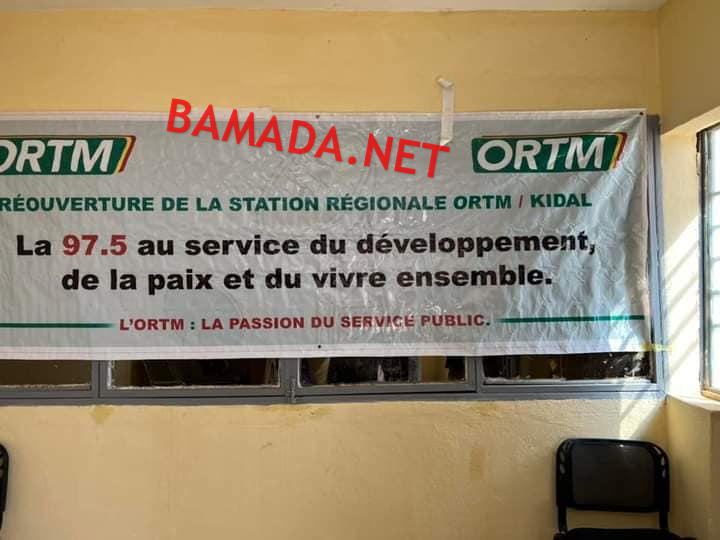 BAMADA.NET
ORTM ORTM
RÉOUVERTURE DE LA STATION RÉGIONALE ORTM / KIDAL
La 97.5 au service du développement,
de la paix et du vivre ensemble.
L'ORTM : LA PASSION DU SERVICE PUBLIC.